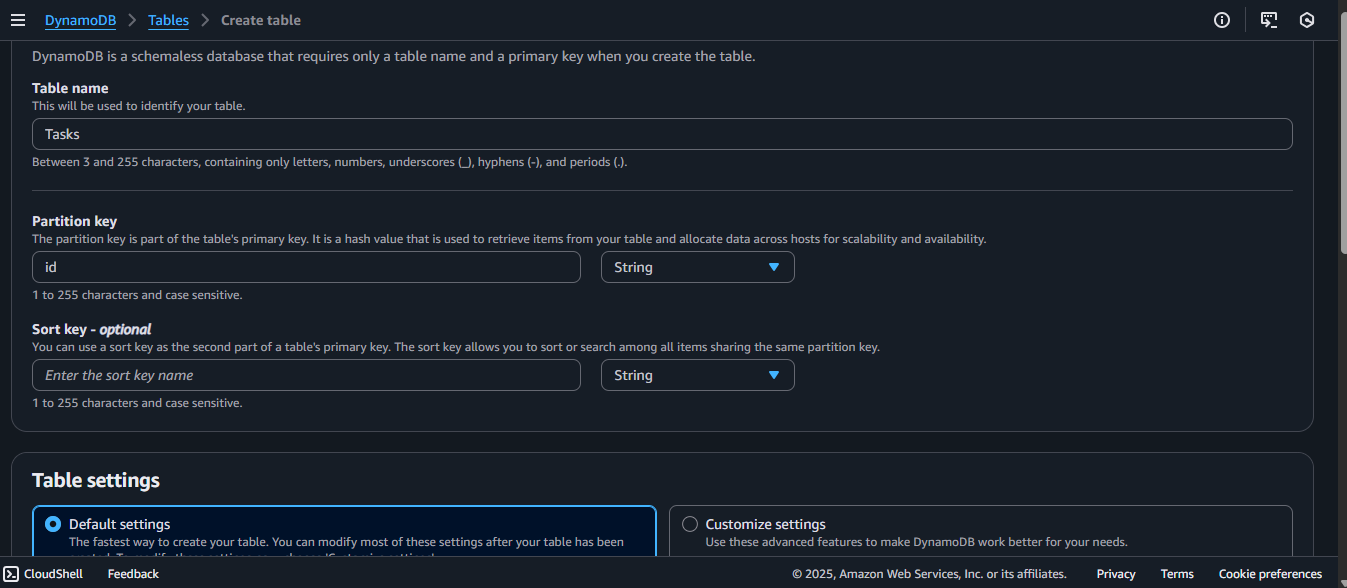 DynamoDB > Tables > Create table
DynamoDB is a schemaless database that requires only a table name and a primary key when you create the table.
Table name
This will be used to identify your table.
Tasks
Between 3 and 255 characters, containing only letters, numbers, underscores (_), hyphens (-), and periods (.).
Partition key
The partition key is part of the table's primary key. It is a hash value that is used to retrieve items from your table and allocate data across hosts for scalability and availability.
id String
1 to 255 characters and case sensitive.
Sort key - optional
You can use a sort key as the second part of a table's primary key. The sort key allows you to sort or search among all items sharing the same partition key.
Enter the sort key name String
1 to 255 characters and case sensitive.
Table settings
Default settings
The fastest way to create your table. You can modify most of these settings after your table has been
Customize settings
Use these advanced features to make DynamoDB work better for your needs.
CloudShell Feedback © 2025, Amazon Web Services, Inc. or its affiliates. Privacy Terms Cookie preferences